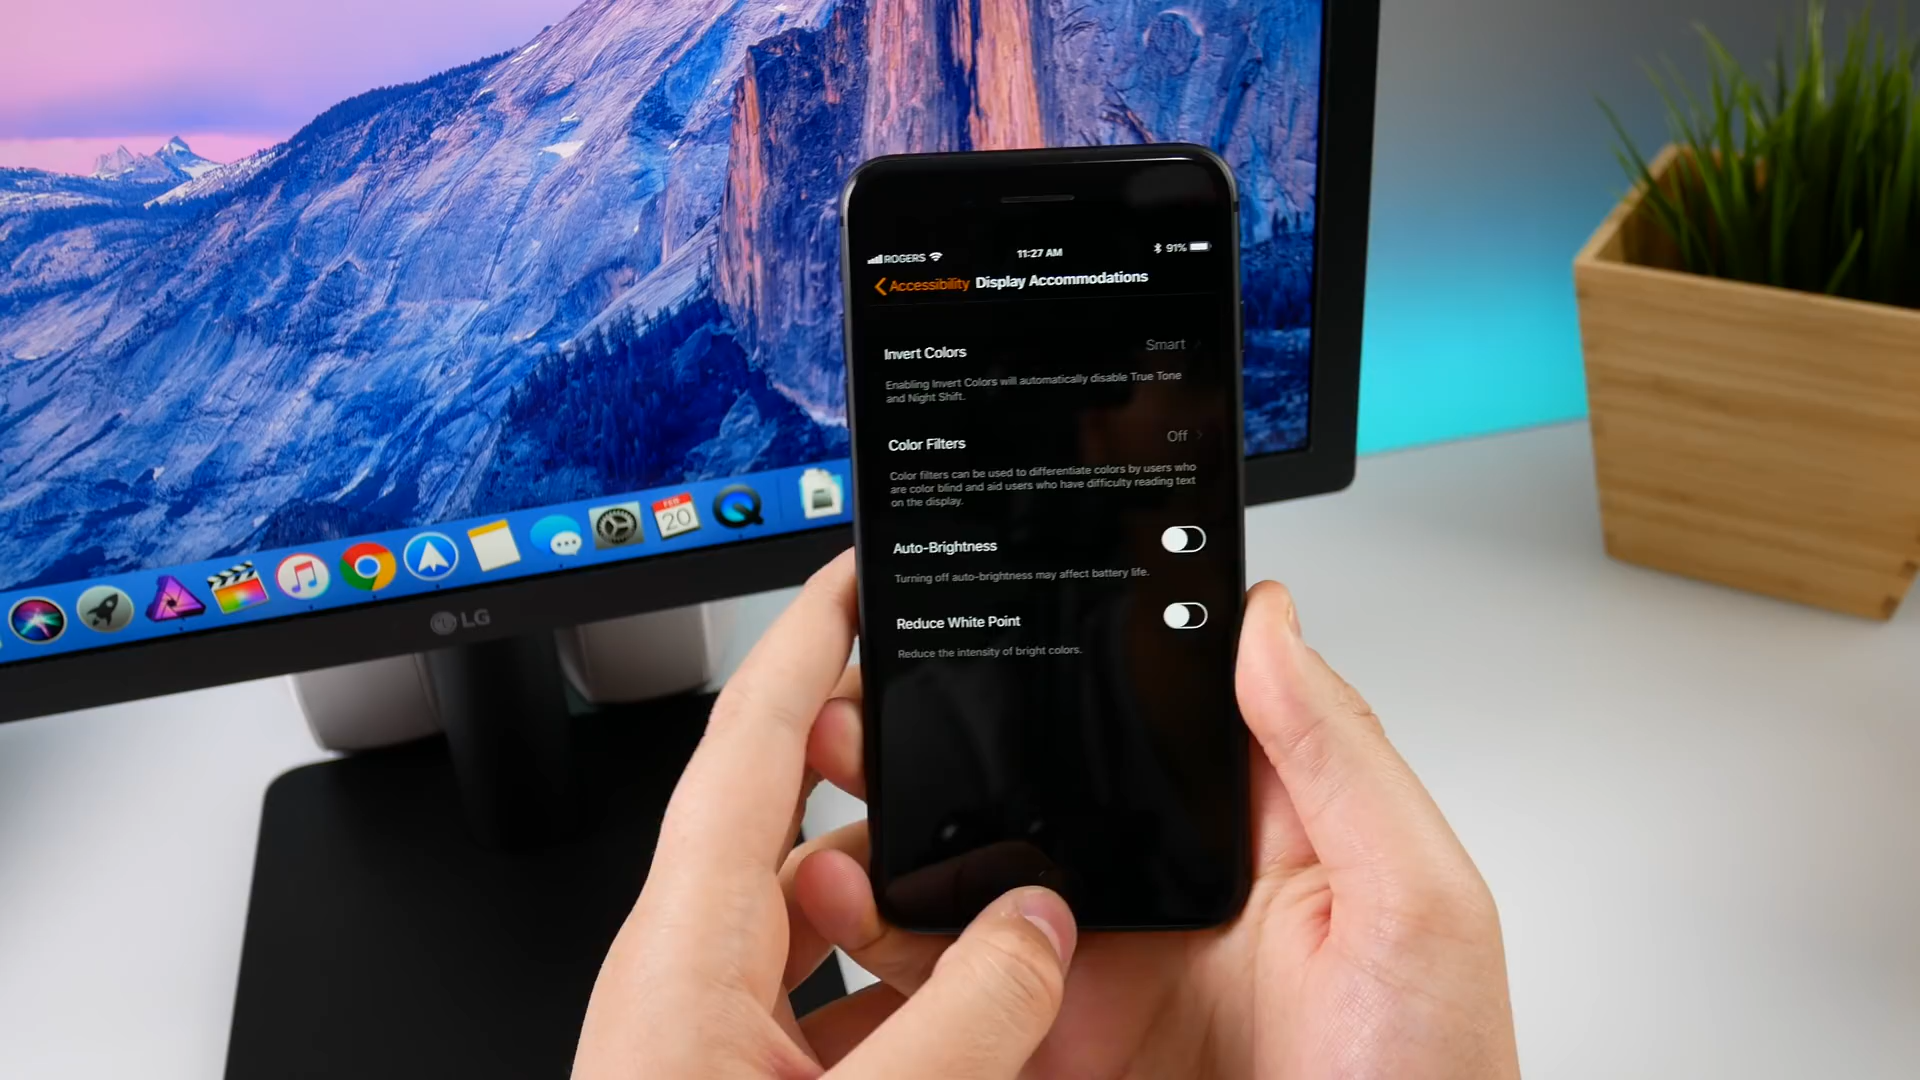 ROGERS
11:27 AM
91%
Accessibility
Display Accommodations
Invert Colors
Smart
Enabling Invert Colors will automatically disable True Tone
and Night Shift.
Color Filters
Off
Color filters can be used to differentiate colors by users who
are color blind and aid users who have difficulty reading text
on the display.
Auto-Brightness
Turning off auto-brightness may affect battery life.
Reduce White Point
Reduce the intensity of bright colors.
FEB
20
LG